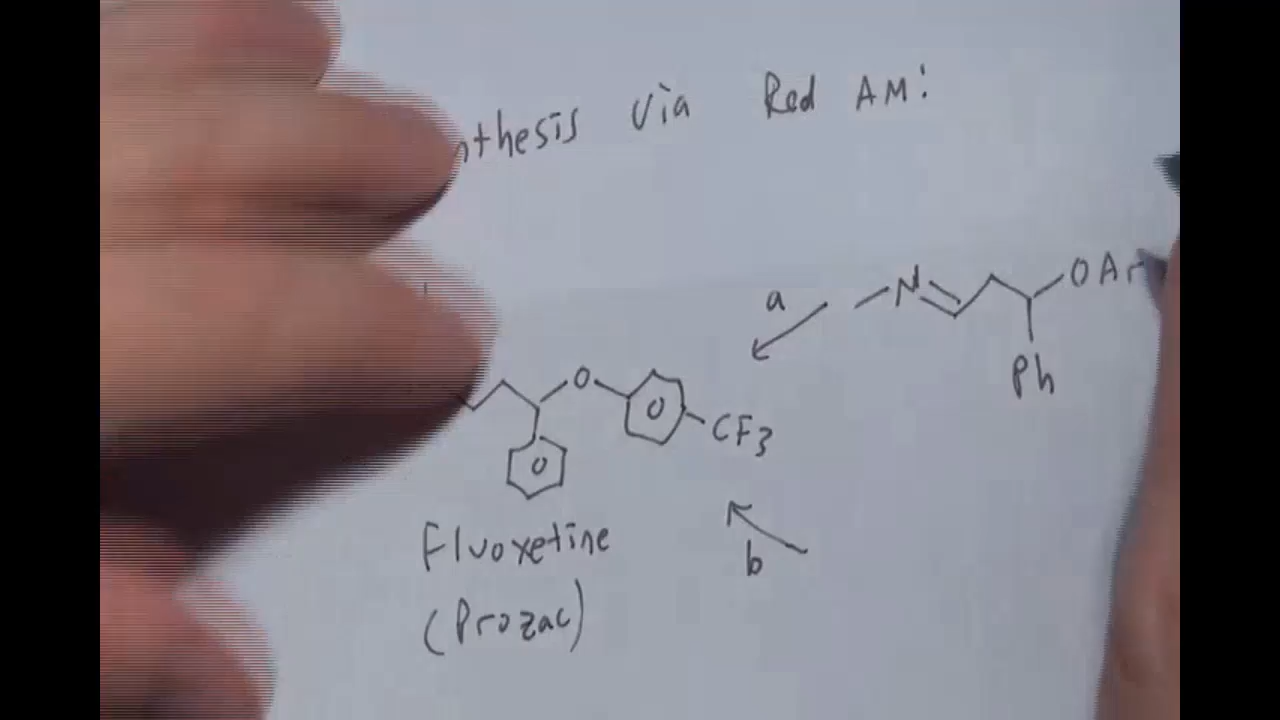 nthesis via Red AM:
a
N
OAr
Ph
O
CF3
Fluoxetine
b
(Prozac)